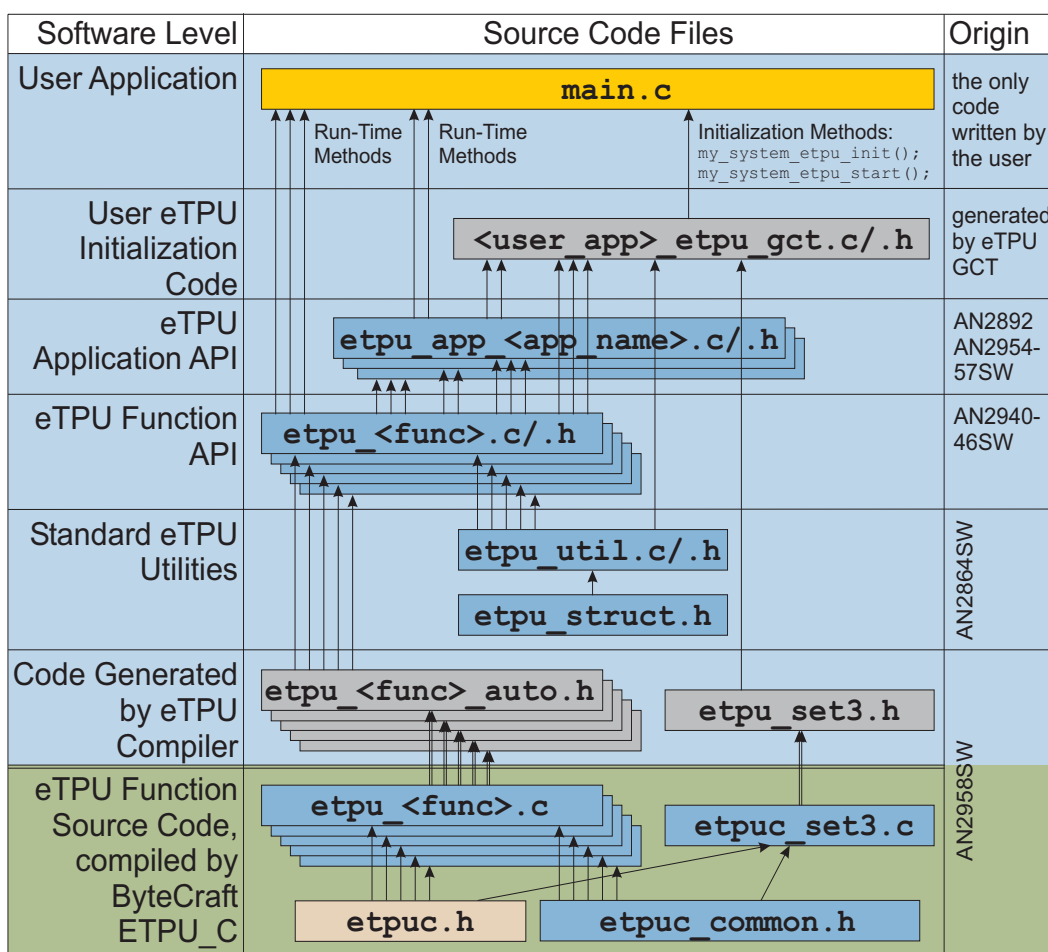 Software Level
Source Code Files
Origin
User Application
main.c
the only
code
written by
the user
Run-Time
Methods
Run-Time
Methods
Initialization Methods:
my_system_etpu_init();
my_system_etpu_start();
User eTPU
Initialization
Code
<user_app>_etpu_gct.c/.h
generated
by eTPU
GCT
eTPU
Application API
etpu_app_<app_name>.c/.h
AN2892
AN2954-
57SW
eTPU Function
API
etpu_<func>.c/.h
AN2940-
46SW
Standard eTPU
Utilities
etpu_util.c/.h
etpu_struct.h
AN2864SW
Code Generated
by eTPU
Compiler
etpu_<func>_auto.h
etpu_set3.h
AN2958SW
eTPU Function
Source Code,
compiled by
ByteCraft
ETPU_C
etpu_<func>.c
etpuc_set3.c
etpuc.h
etpuc_common.h